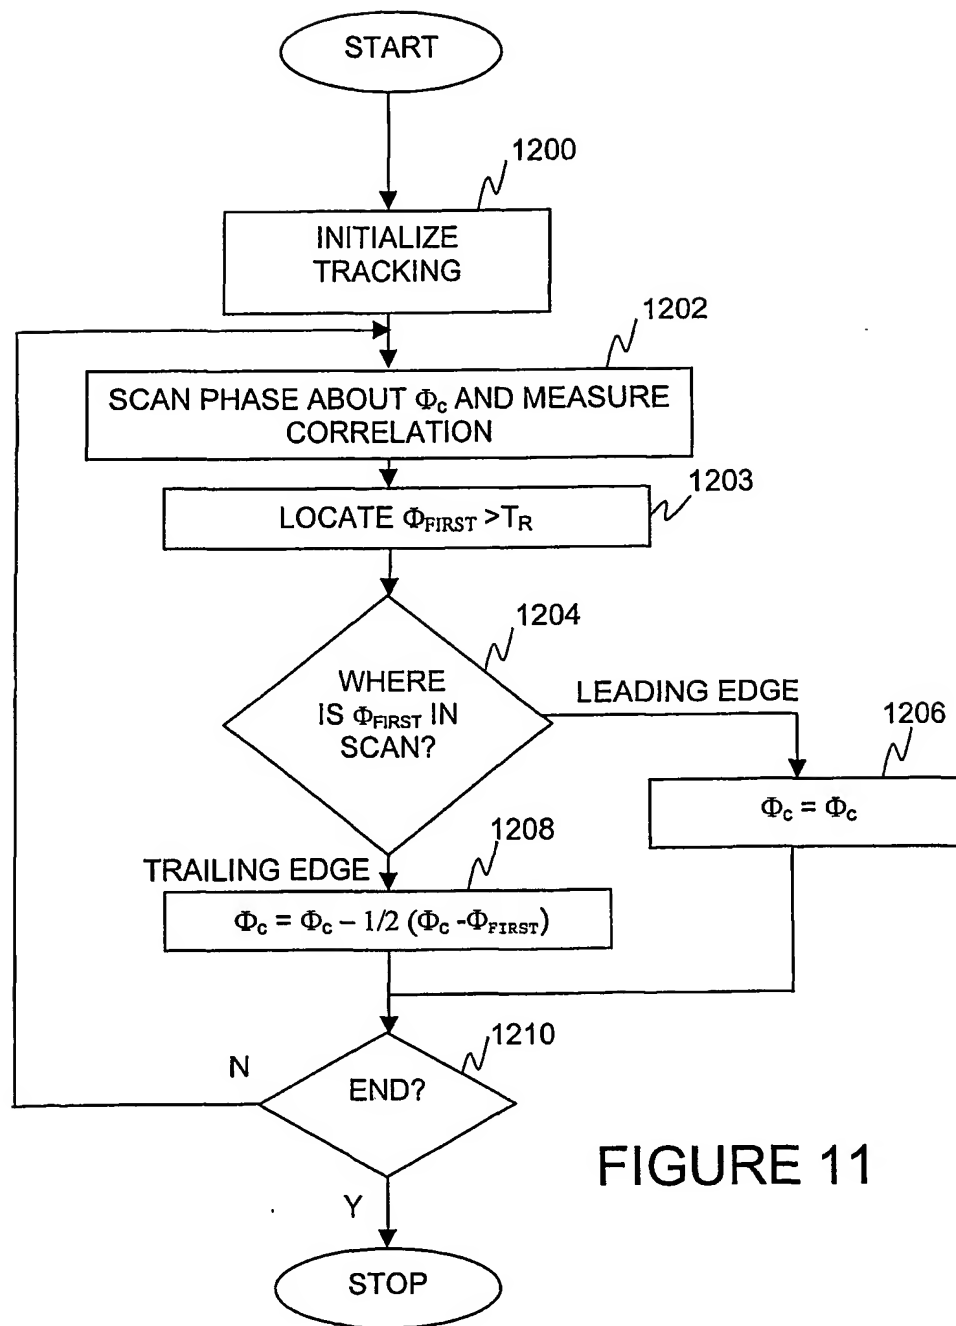 START
1200
INITIALIZE
TRACKING
1202
SCAN PHASE ABOUT Φc AND MEASURE
CORRELATION
1203
LOCATE ΦFIRST >TR
1204
WHERE
IS ΦFIRST IN
SCAN?
LEADING EDGE
1206
Φc = Φc
1208
TRAILING EDGE
Φc = Φc – 1/2 (Φc -ΦFIRST)
1210
N
END?
FIGURE 11
Y
STOP